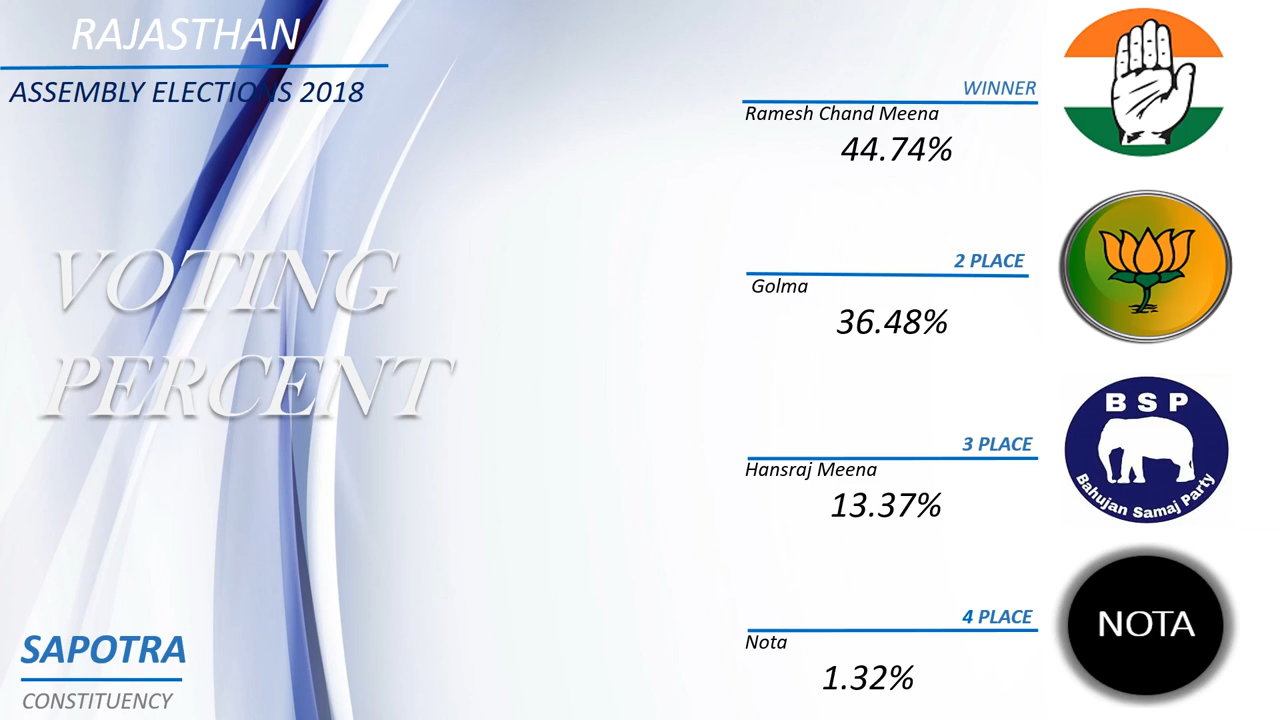 RAJASTHAN
ASSEMBLY ELECTIONS 2018
VOTING
PERCENT
SAPOTRA
CONSTITUENCY
WINNER
Ramesh Chand Meena
44.74%
2 PLACE
Golma
36.48%
3 PLACE
Hansraj Meena
13.37%
4 PLACE
Nota
1.32%
BSP
Bahujan Samaj Party
NOTA